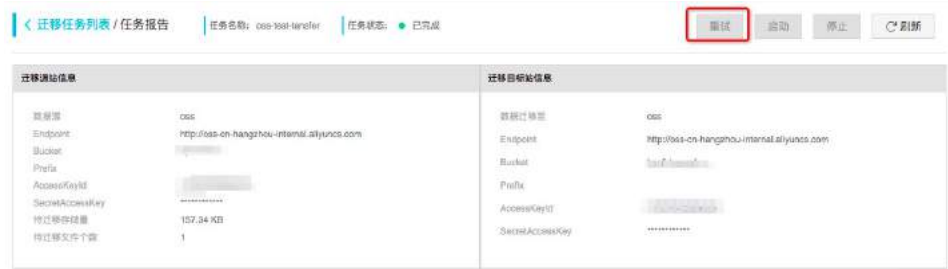 迁移任务列表 / 任务报告
任务名称: oss-test-tansfer
任务状态: 已完成
重试
启动
停止
刷新
迁移源站信息
数据源 oss
Endpoint http://oss-cn-hangzhou-internal.aliyuncs.com
Bucket
Prefix
AccessKeyId
SecretAccessKey ************
待迁移存储量 157.34 KB
待迁移文件个数 1
迁移目标站信息
数据迁移至 oss
Endpoint http://oss-cn-hangzhou-internal.aliyuncs.com
Bucket
Prefix
AccessKeyId
SecretAccessKey ************